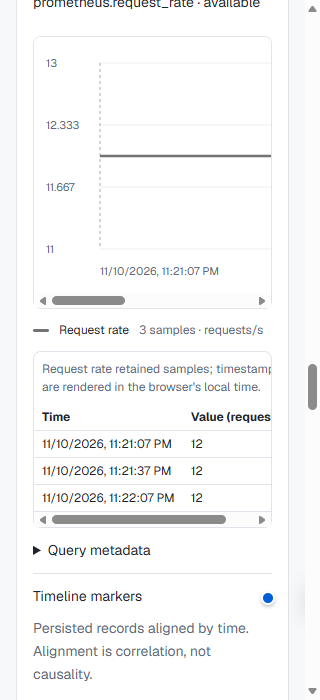 prometheus.request_rate · available
13
12.333
11.667
11
11/10/2026, 11:21:07 PM
Request rate 3 samples · requests/s
Request rate retained samples; timestamp
are rendered in the browser's local time.
Time Value (reques
11/10/2026, 11:21:07 PM 12
11/10/2026, 11:21:37 PM 12
11/10/2026, 11:22:07 PM 12
Query metadata
Timeline markers
Persisted records aligned by time.
Alignment is correlation, not
causality.